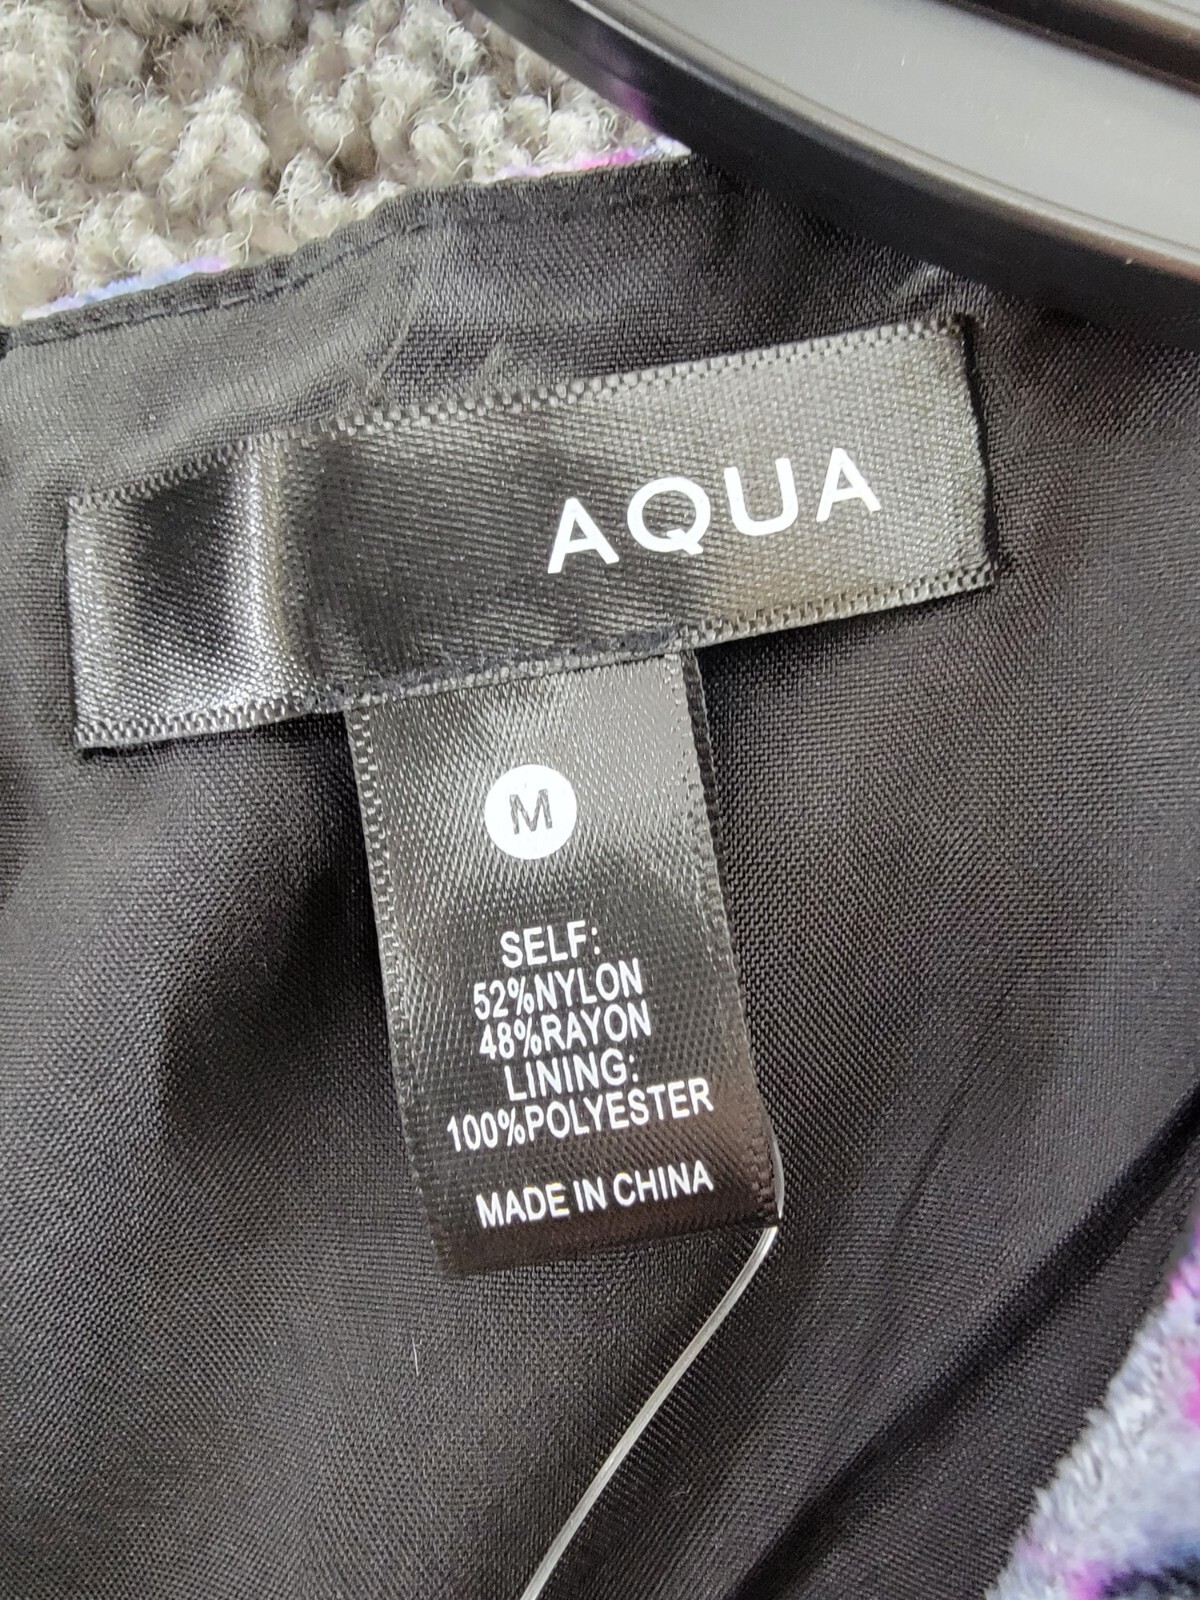 AQUA
M
SELF:
52%NYLON
48%RAYON
LINING:
100%POLYESTER
MADE IN CHINA